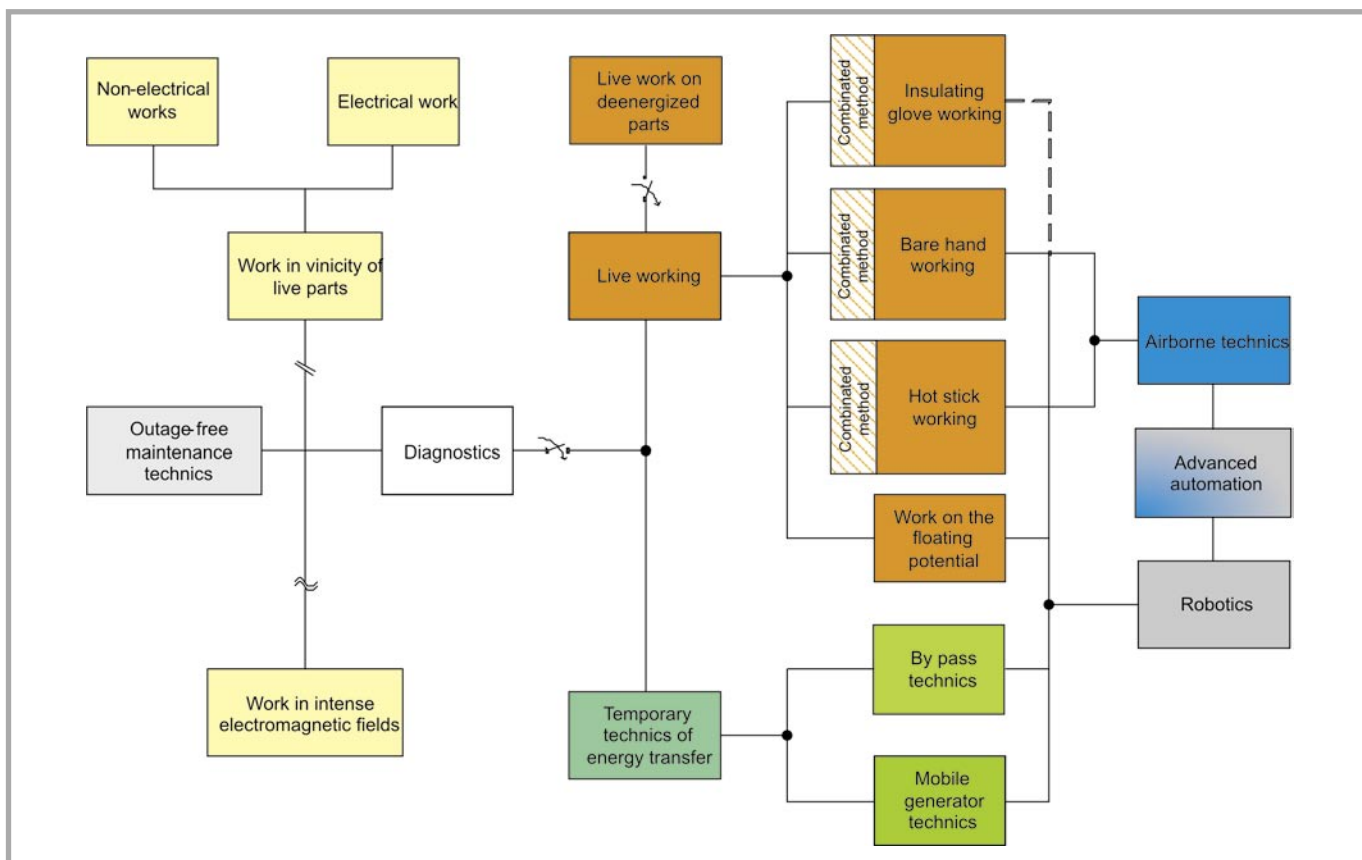 Non-electrical
works
Electrical work
Work in vinicity of
live parts
Outage-free
maintenance
technics
Diagnostics
Work in intense
electromagnetic fields
Live work on
deenergized
parts
Live working
Temporary
technics of
energy transfer
Combinated
method
Insulating
glove working
Combinated
method
Bare hand
working
Combinated
method
Hot stick
working
Work on the
floating
potential
By pass
technics
Mobile
generator
technics
Airborne technics
Advanced
automation
Robotics